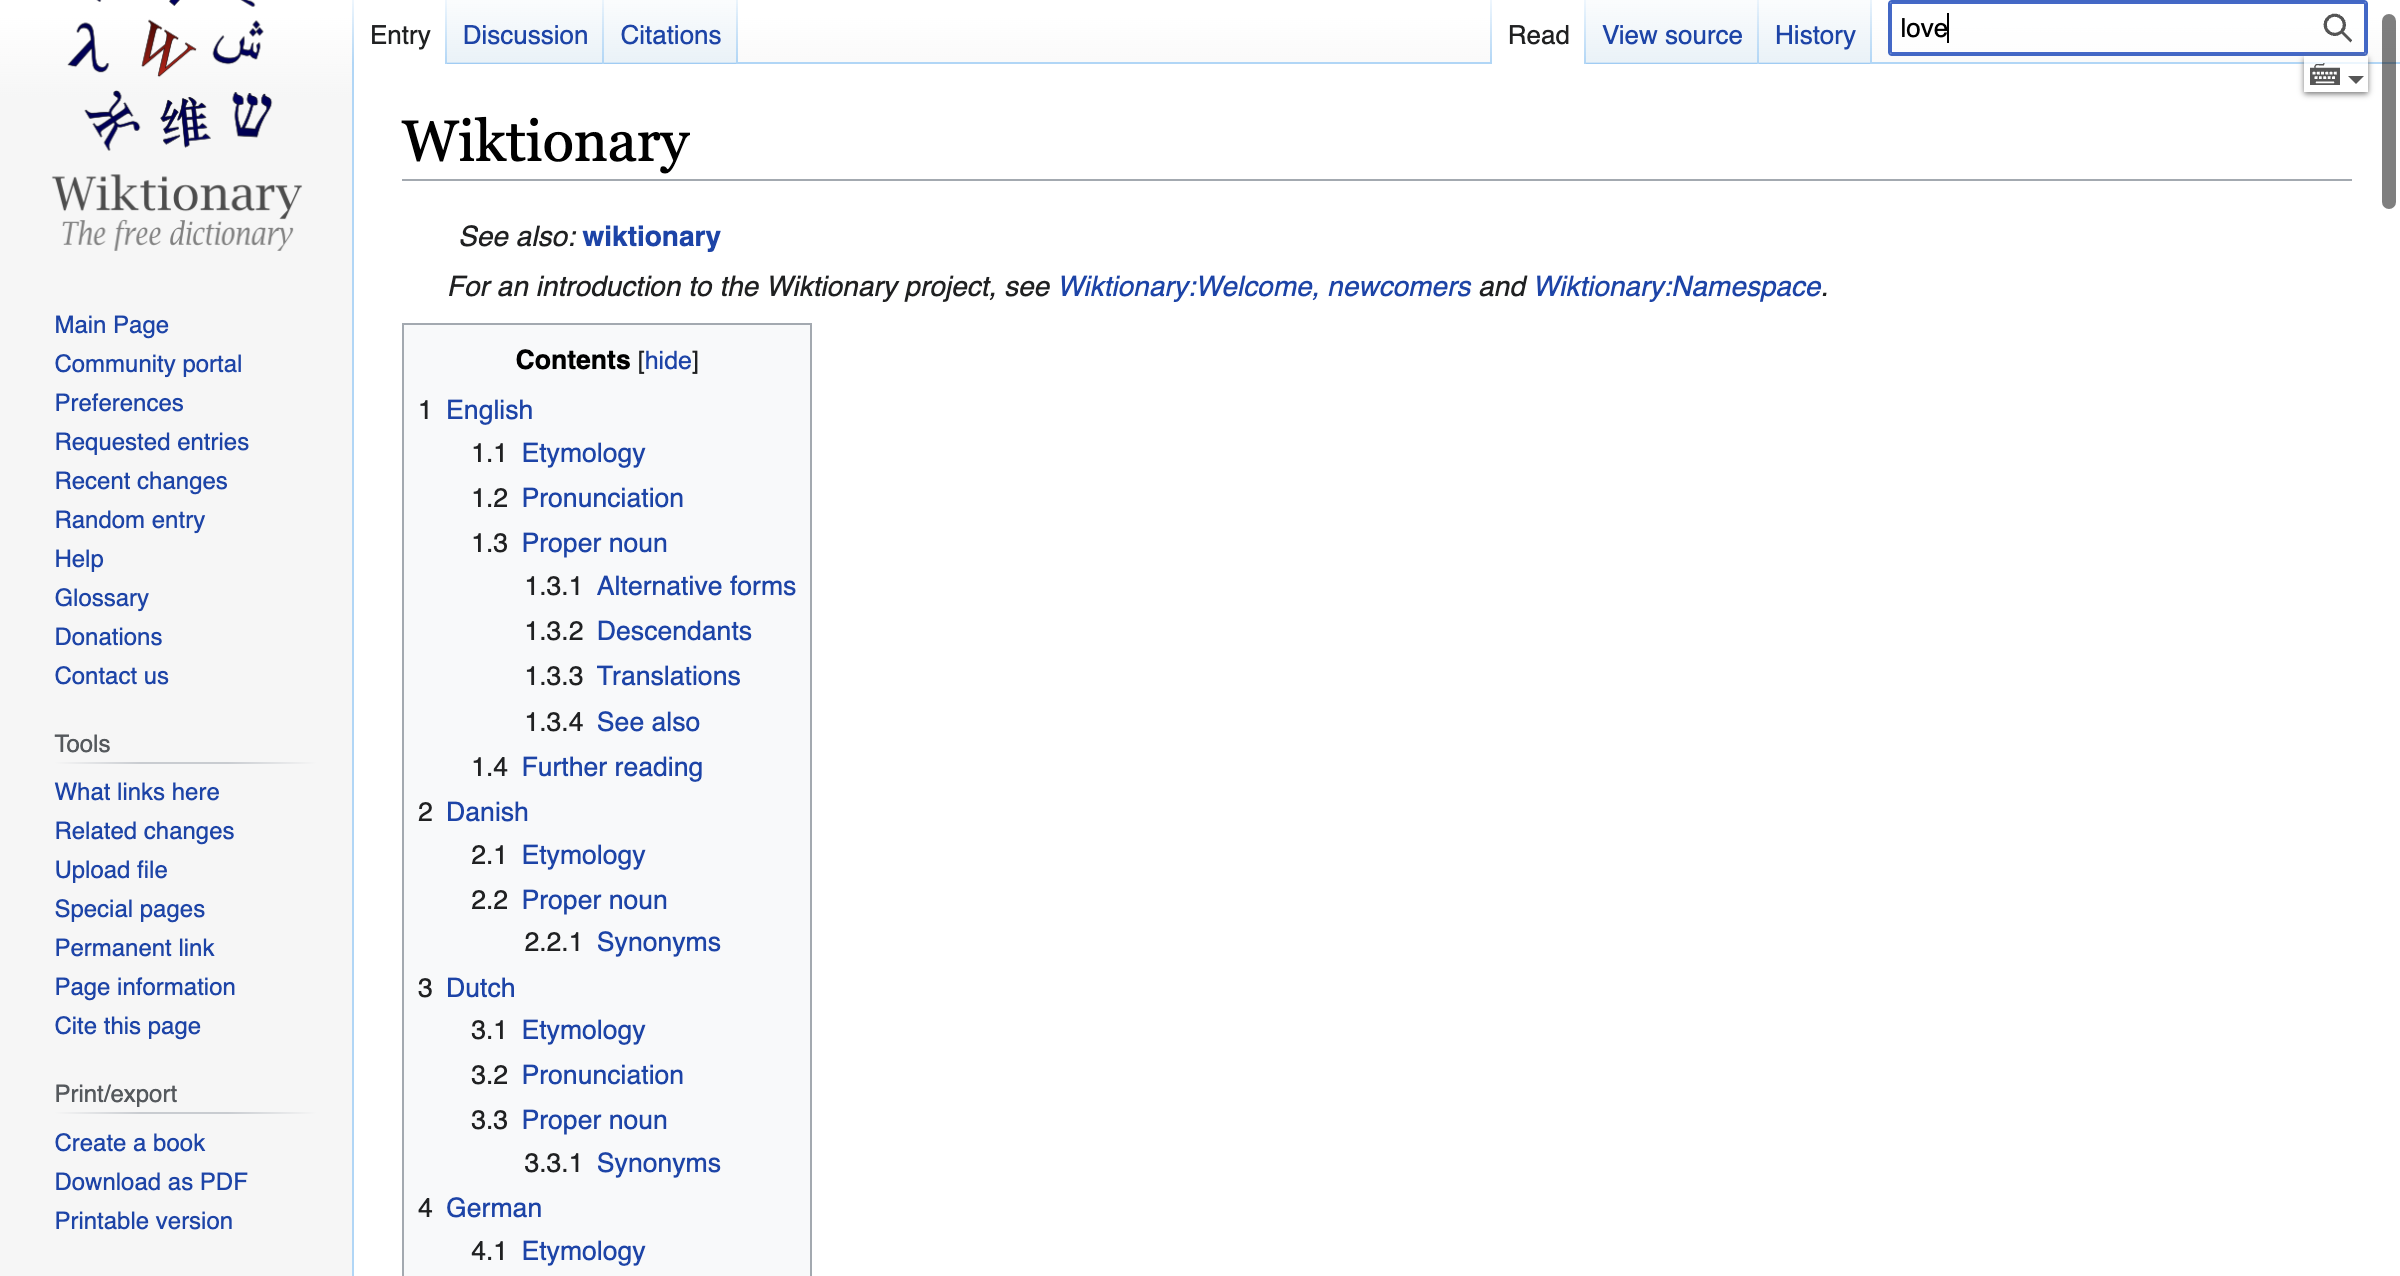 λ W ش
维 ש
Wiktionary
The free dictionary
Main Page
Community portal
Preferences
Requested entries
Recent changes
Random entry
Help
Glossary
Donations
Contact us
Tools
What links here
Related changes
Upload file
Special pages
Permanent link
Page information
Cite this page
Print/export
Create a book
Download as PDF
Printable version
Entry Discussion Citations Read View source History love
Wiktionary
See also: wiktionary
For an introduction to the Wiktionary project, see Wiktionary:Welcome, newcomers and Wiktionary:Namespace.
Contents [hide]
1 English
1.1 Etymology
1.2 Pronunciation
1.3 Proper noun
1.3.1 Alternative forms
1.3.2 Descendants
1.3.3 Translations
1.3.4 See also
1.4 Further reading
2 Danish
2.1 Etymology
2.2 Proper noun
2.2.1 Synonyms
3 Dutch
3.1 Etymology
3.2 Pronunciation
3.3 Proper noun
3.3.1 Synonyms
4 German
4.1 Etymology